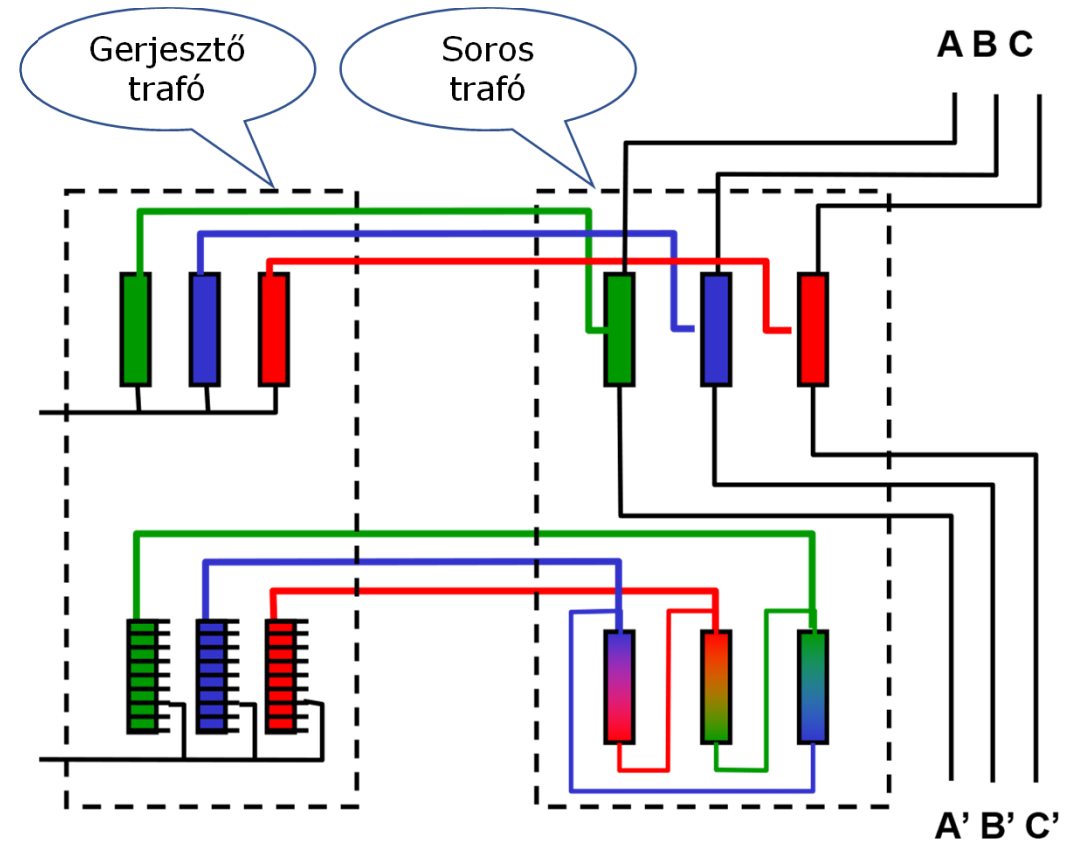 Gerjesztő
trafó
Soros
trafó
A B C
A’ B’ C’